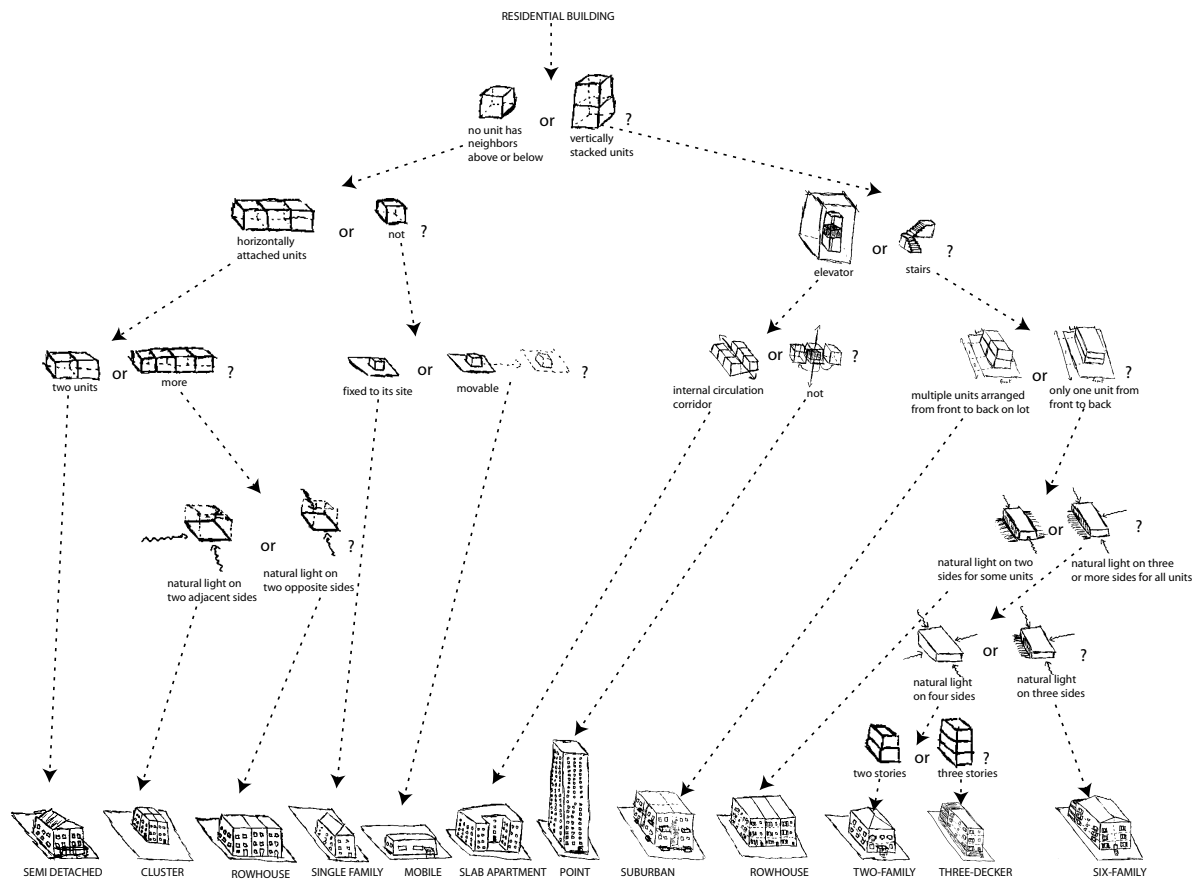 RESIDENTIAL BUILDING
no unit has
neighbors
above or below
or
vertically
stacked units
?
horizontally
attached units
or
not
?
elevator
or
stairs
?
two units
or
more
?
fixed to its site
or
movable
?
internal circulation
corridor
or
not
?
multiple units arranged
from front to back on lot
or
only one unit from
front to back
?
natural light on
two adjacent sides
or
natural light on
two opposite sides
?
natural light on two
sides for some units
or
natural light on three
or more sides for all units
?
natural light
on four sides
or
natural light
on three sides
?
two stories
or
three stories
?
SEMI DETACHED
CLUSTER
ROWHOUSE
SINGLE FAMILY
MOBILE
SLAB APARTMENT
POINT
SUBURBAN
ROWHOUSE
TWO-FAMILY
THREE-DECKER
SIX-FAMILY